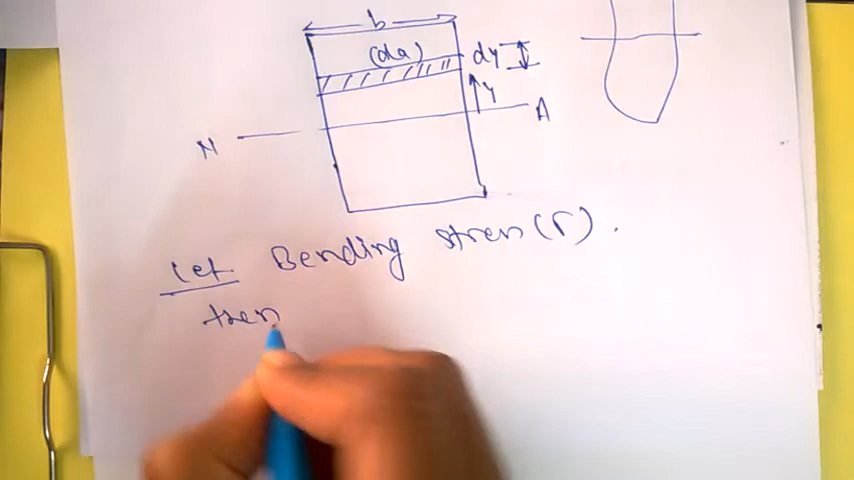 b
(da) dy
y
N A
Let Bending stress (σ).
then